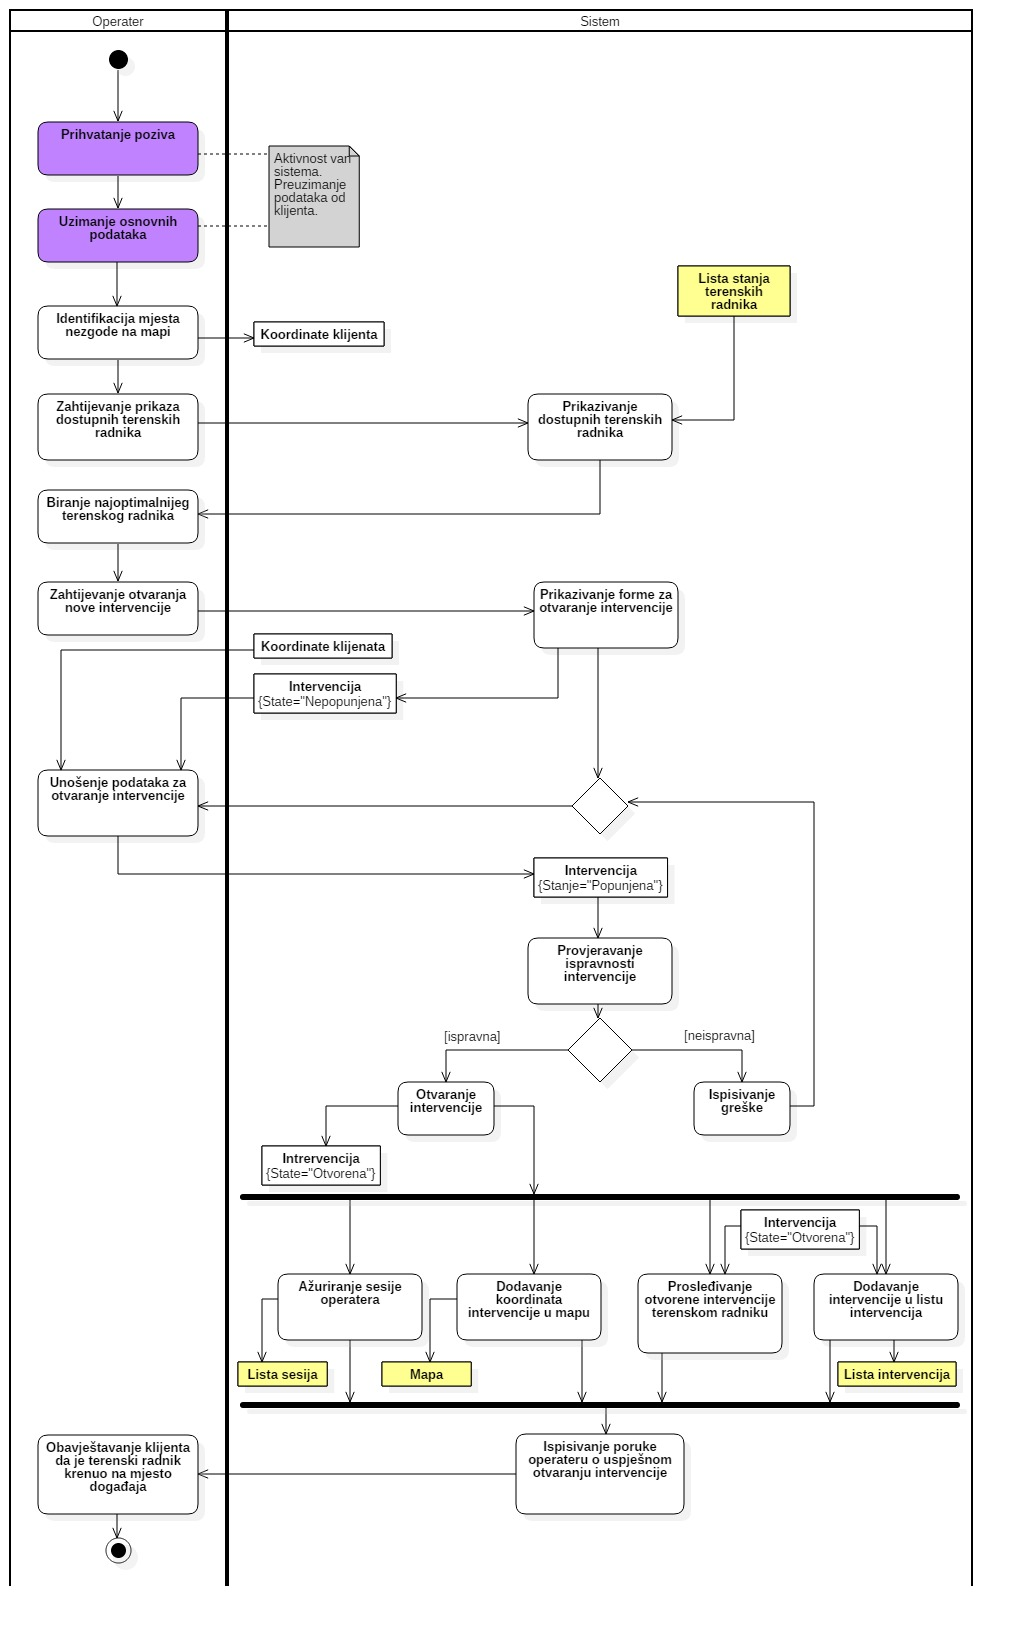 Operater
Sistem
Prihvatanje poziva
Aktivnost van
sistema.
Preuzimanje
podataka od
klijenta.
Uzimanje osnovnih
podataka
Lista stanja
terenskih
radnika
Identifikacija mjesta
nezgode na mapi
Koordinate klijenta
Zahtijevanje prikaza
dostupnih terenskih
radnika
Prikazivanje
dostupnih terenskih
radnika
Biranje najoptimalnijeg
terenskog radnika
Zahtijevanje otvaranja
nove intervencije
Prikazivanje forme za
otvaranje intervencije
Koordinate klijenata
Intervencija
{State="Nepopunjena"}
Unošenje podataka za
otvaranje intervencije
Intervencija
{Stanje="Popunjena"}
Provjeravanje
ispravnosti
intervencije
[ispravna]
[neispravna]
Otvaranje
intervencije
Ispisivanje
greške
Intrervencija
{State="Otvorena"}
Intervencija
{State="Otvorena"}
Ažuriranje sesije
operatera
Dodavanje
koordinata
intervencije u mapu
Prosleđivanje
otvorene intervencije
terenskom radniku
Dodavanje
intervencije u listu
intervencija
Lista sesija
Mapa
Lista intervencija
Obavještavanje klijenta
da je terenski radnik
krenuo na mjesto
događaja
Ispisivanje poruke
operateru o uspješnom
otvaranju intervencije